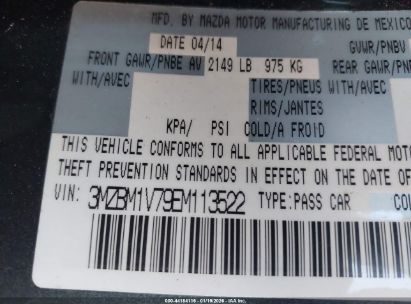 MFD. BY MAZDA MOTOR MANUFACTURING DE MEXICO
DATE 04/14 GVWR/PNBV
FRONT GAWR/PNBE AV 2149 LB 975 KG REAR GAWR/P
WITH/AVEC TIRES/PNEUS WITH/AVEC
RIMS/JANTES
KPA/ PSI COLD/A FROID
THIS VEHICLE CONFORMS TO ALL APPLICABLE FEDERAL MOTO
THEFT PREVENTION STANDARDS IN EFFECT ON THE DATE OF
VIN: 3MZBM1V79EM113522 TYPE:PASS CAR COL